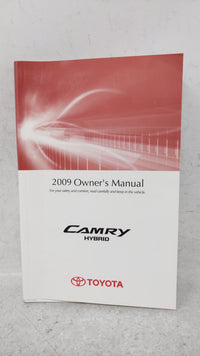 2009 Owner's Manual
For your safety and comfort, read carefully and keep in the vehicle.
CAMRY
HYBRID
TOYOTA